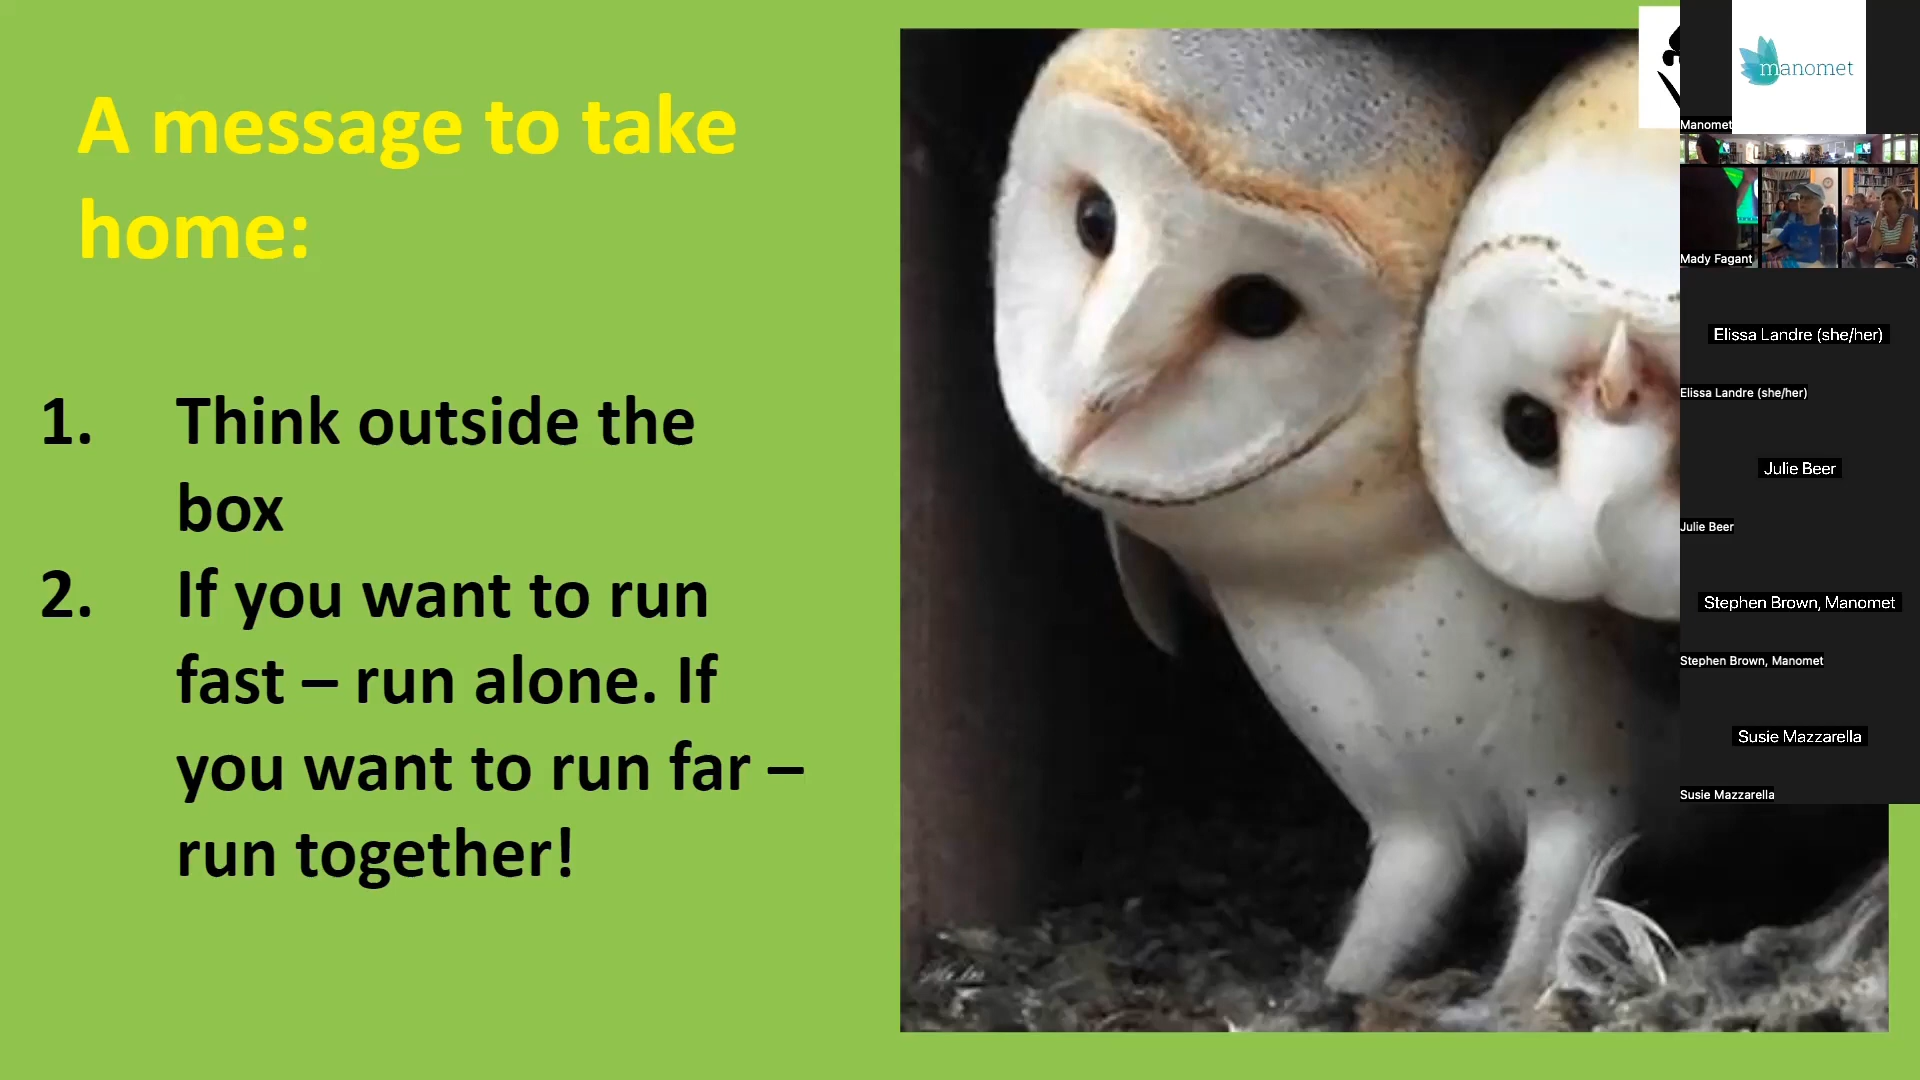 A message to take
home:
1. Think outside the
box
2. If you want to run
fast – run alone. If
you want to run far –
run together!
manomet
Manomet
Mady Fagant
Elissa Landre (she/her)
Elissa Landre (she/her)
Julie Beer
Julie Beer
Stephen Brown, Manomet
Stephen Brown, Manomet
Susie Mazzarella
Susie Mazzarella